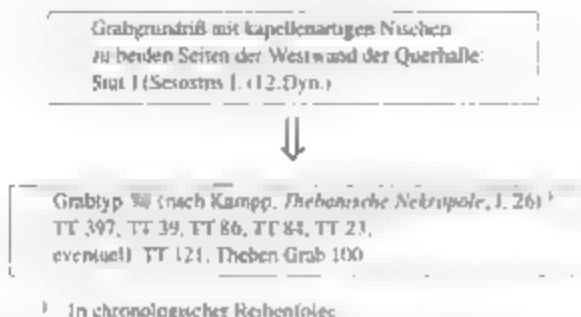 Grabgrundriß mit kapellenartigen Nischen
zu beiden Seiten der Westwand der Querhalle:
Siut I (Sesostris I. (12.Dyn.)
Grabtyp (nach Kampp, Thebanische Nekropole, I, 26) ¹
TT 397, TT 39, TT 86, TT 84, TT 23,
eventuell TT 121, Theben Grab 100
¹ In chronologischer Reihenfolge